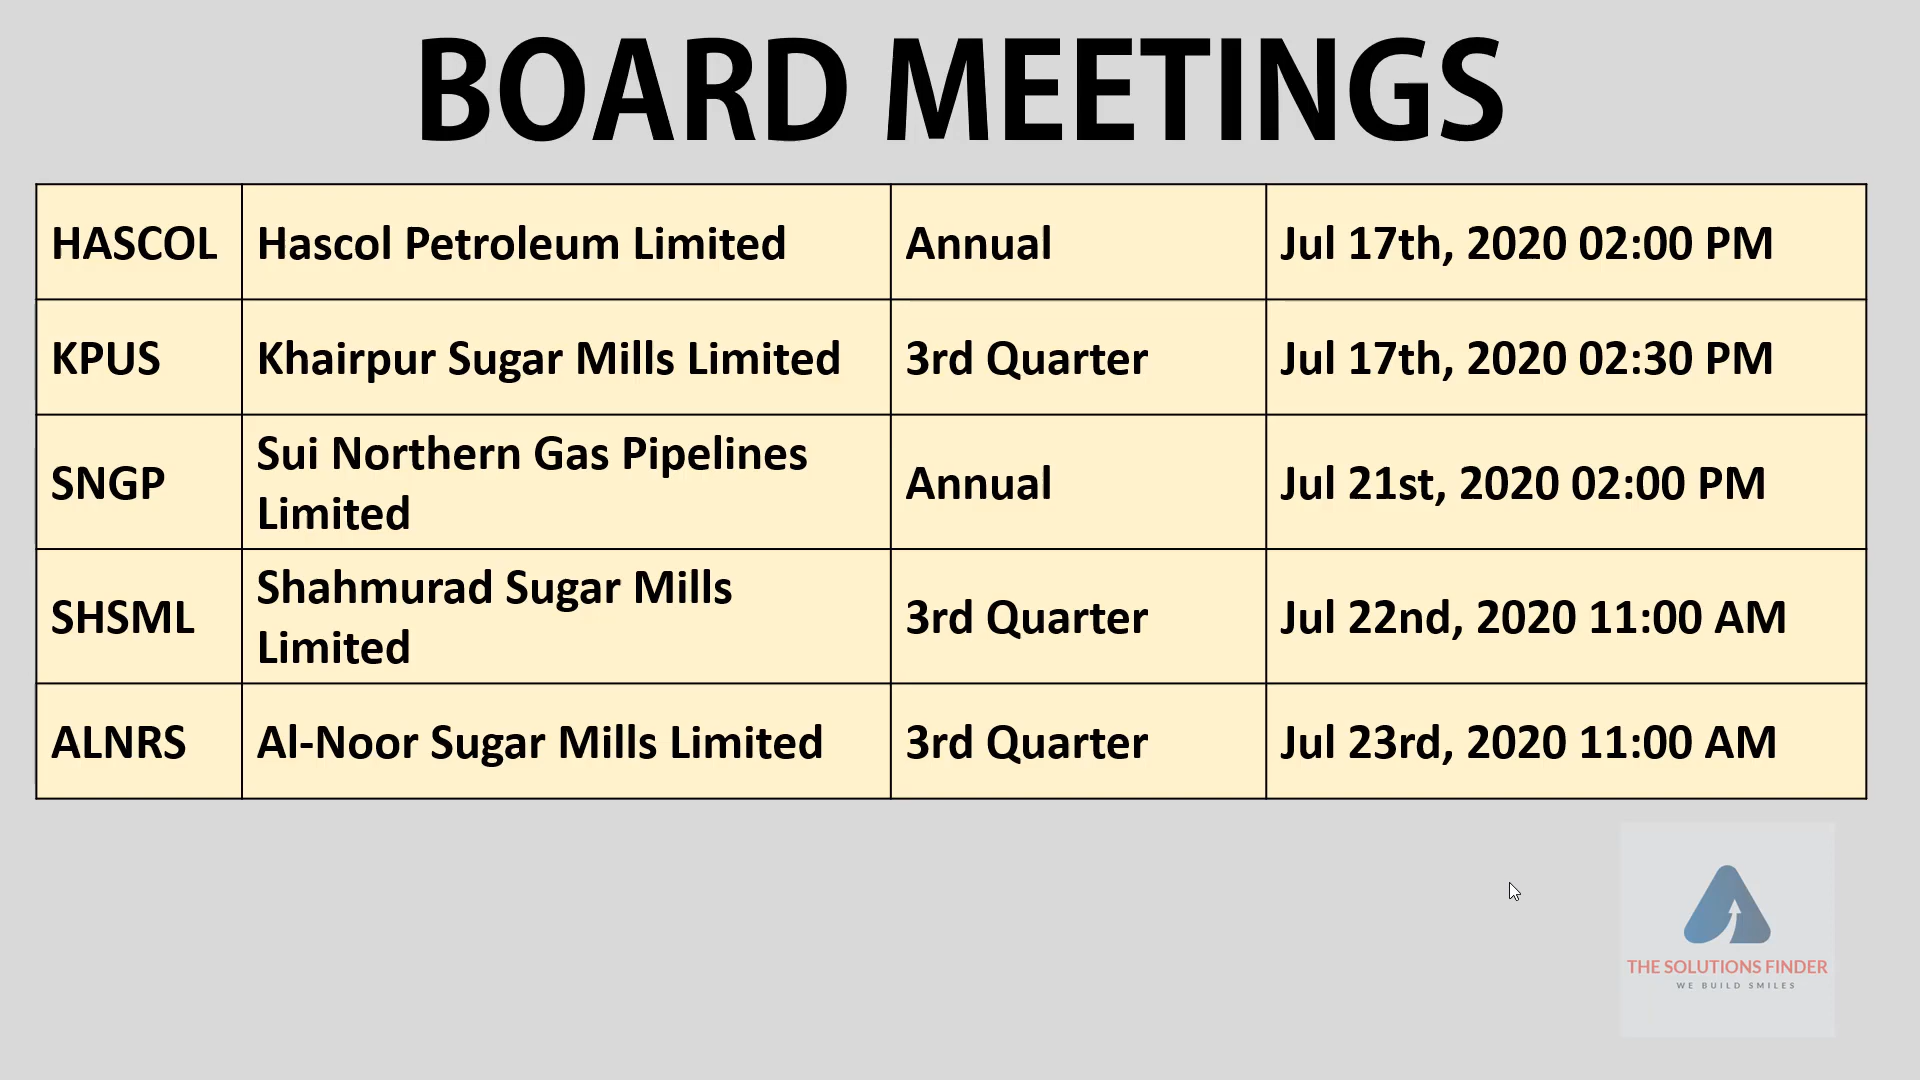 BOARD MEETINGS
HASCOL Hascol Petroleum Limited Annual Jul 17th, 2020 02:00 PM
KPUS Khairpur Sugar Mills Limited 3rd Quarter Jul 17th, 2020 02:30 PM
SNGP Sui Northern Gas Pipelines
Limited Annual Jul 21st, 2020 02:00 PM
SHSML Shahmurad Sugar Mills
Limited 3rd Quarter Jul 22nd, 2020 11:00 AM
ALNRS Al-Noor Sugar Mills Limited 3rd Quarter Jul 23rd, 2020 11:00 AM
THE SOLUTIONS FINDER
WE BUILD SMILES